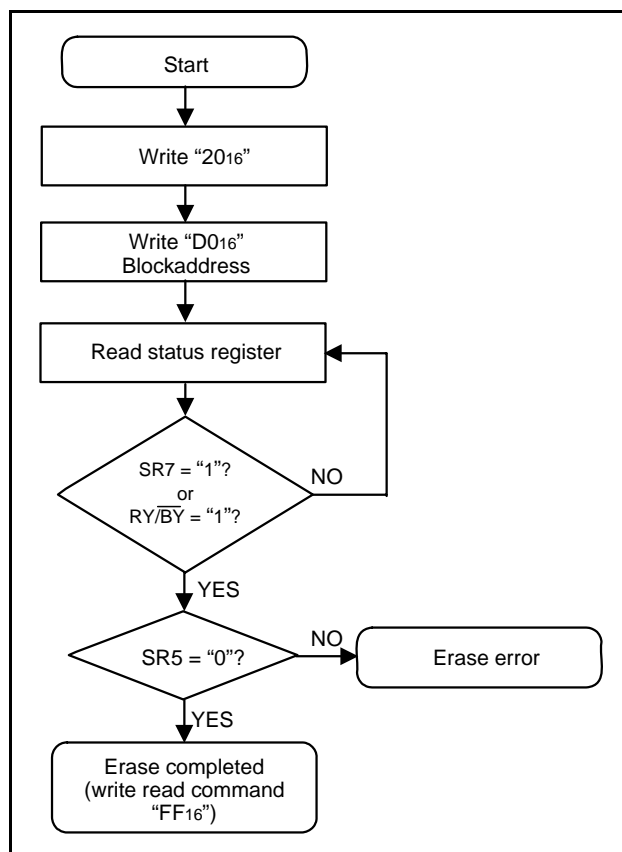 Start
Write “20₁₆”
Write “D0₁₆”
Blockaddress
Read status register
SR7 = “1”?
or
RY/B̅Y̅ = “1”?
NO
YES
SR5 = “0”?
NO
Erase error
YES
Erase completed
(write read command
“FF₁₆”)